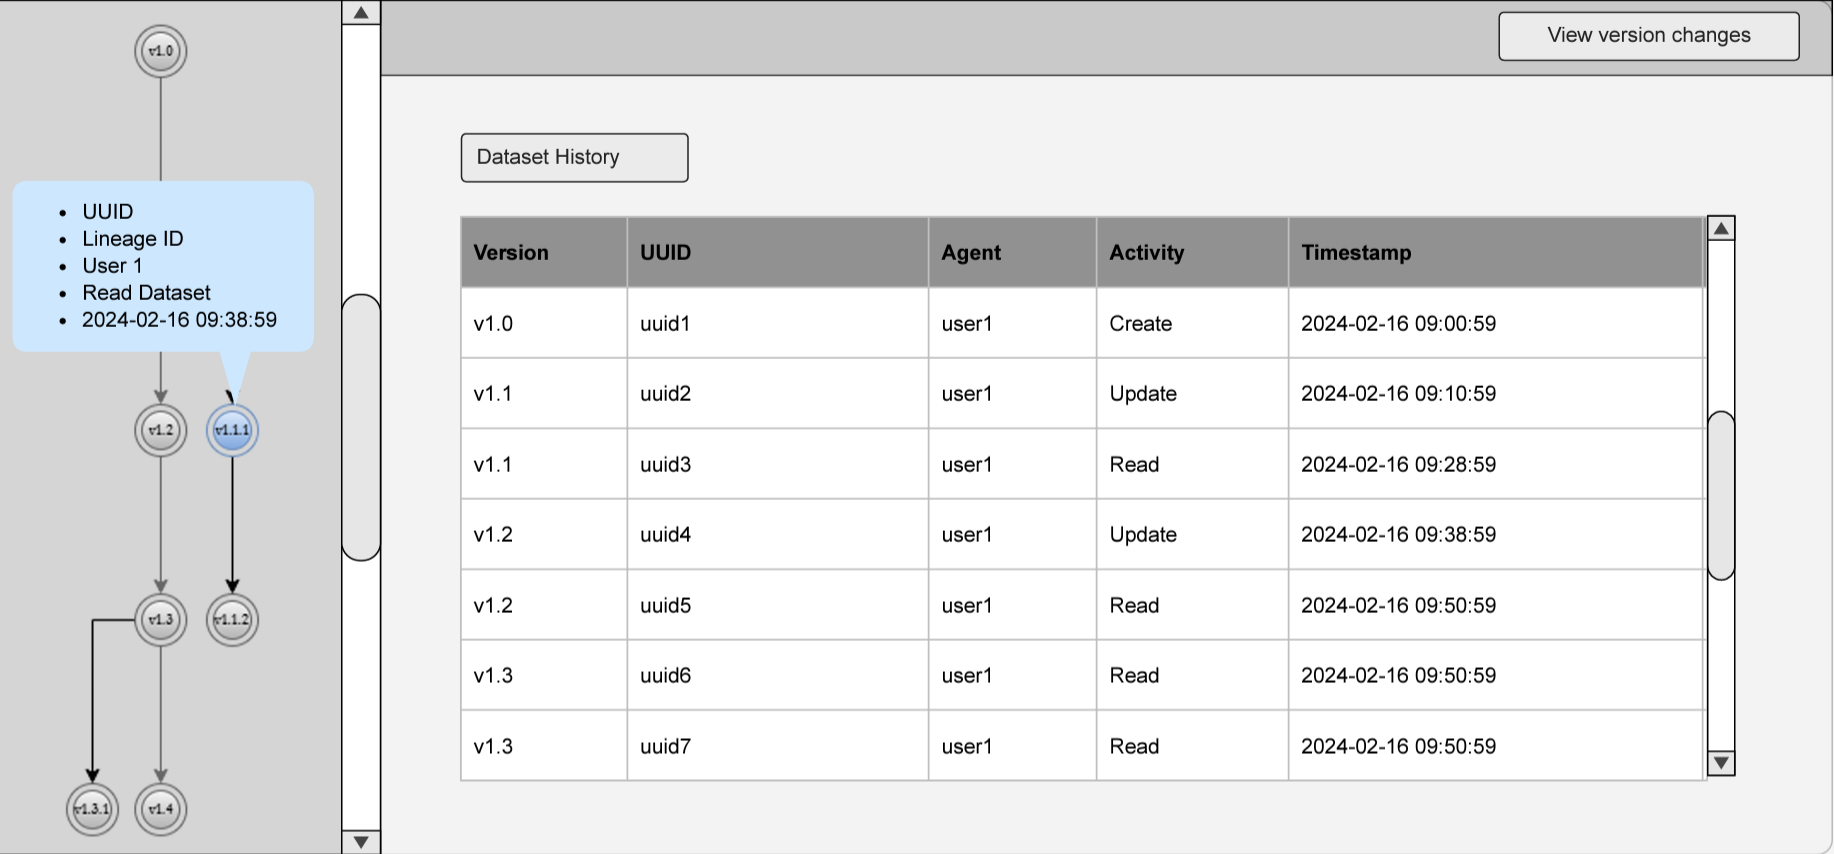 v1.0
UUID
Lineage ID
User 1
Read Dataset
2024-02-16 09:38:59
v1.2
v1.1.1
v1.3
v1.1.2
v1.3.1
v1.4
View version changes
Dataset History
Version UUID Agent Activity Timestamp
v1.0 uuid1 user1 Create 2024-02-16 09:00:59
v1.1 uuid2 user1 Update 2024-02-16 09:10:59
v1.1 uuid3 user1 Read 2024-02-16 09:28:59
v1.2 uuid4 user1 Update 2024-02-16 09:38:59
v1.2 uuid5 user1 Read 2024-02-16 09:50:59
v1.3 uuid6 user1 Read 2024-02-16 09:50:59
v1.3 uuid7 user1 Read 2024-02-16 09:50:59